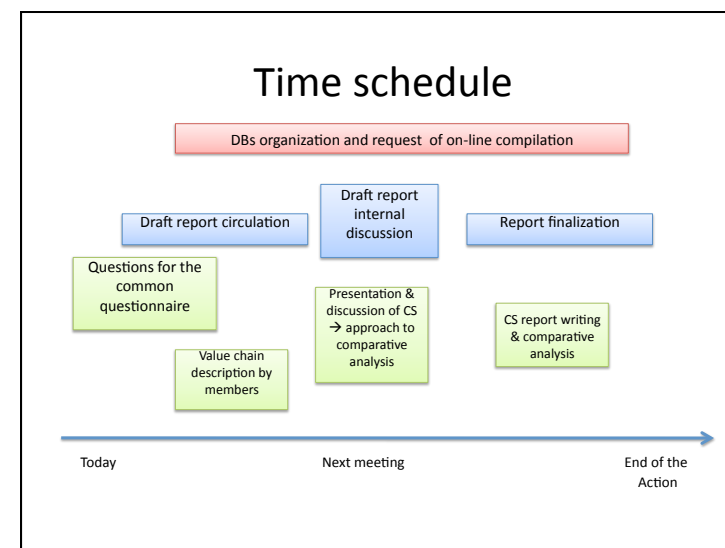 Time schedule
DBs organization and request of on-line compilation
Draft report circulation
Draft report
internal
discussion
Report finalization
Questions for the
common
questionnaire
Presentation &
discussion of CS
→ approach to
comparative
analysis
CS report writing
& comparative
analysis
Value chain
description by
members
Today
Next meeting
End of the
Action